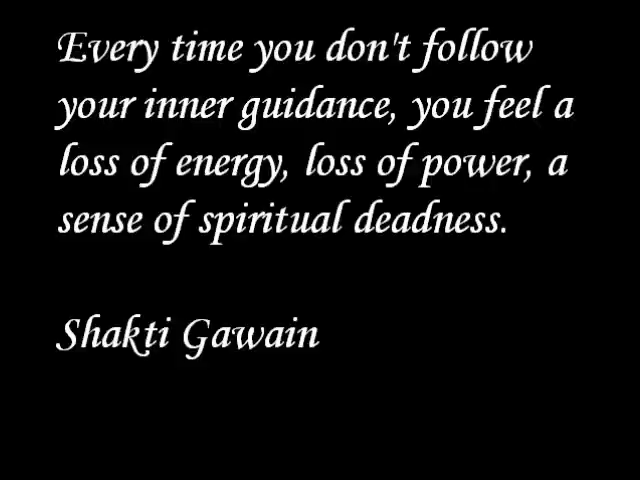 Every time you don't follow
your inner guidance, you feel a
loss of energy, loss of power, a
sense of spiritual deadness.
Shakti Gawain